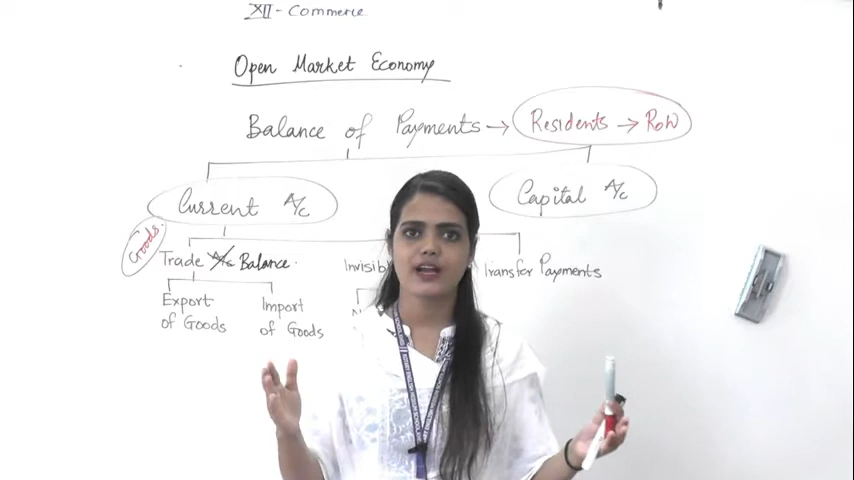 XII - Commerce
Open Market Economy
Balance of Payments → Residents → RoW
Current A/c Capital A/c
Goods.
Trade A/c Balance. Transfer Payments
Export of Goods
Import of Goods